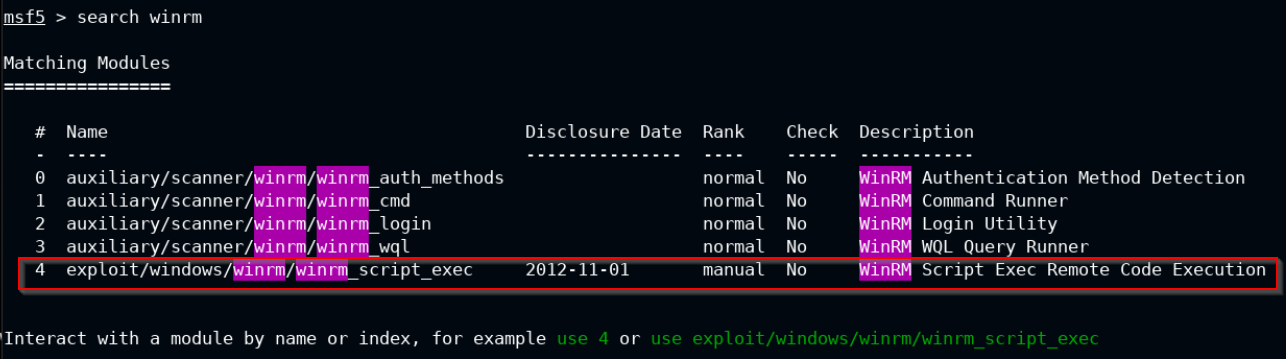 msf5 > search winrm
Matching Modules
================
# Name Disclosure Date Rank Check Description
- ---- --------------- ---- ----- -----------
0 auxiliary/scanner/winrm/winrm_auth_methods normal No WinRM Authentication Method Detection
1 auxiliary/scanner/winrm/winrm_cmd normal No WinRM Command Runner
2 auxiliary/scanner/winrm/winrm_login normal No WinRM Login Utility
3 auxiliary/scanner/winrm/winrm_wql normal No WinRM WQL Query Runner
4 exploit/windows/winrm/winrm_script_exec 2012-11-01 manual No WinRM Script Exec Remote Code Execution
Interact with a module by name or index, for example use 4 or use exploit/windows/winrm/winrm_script_exec